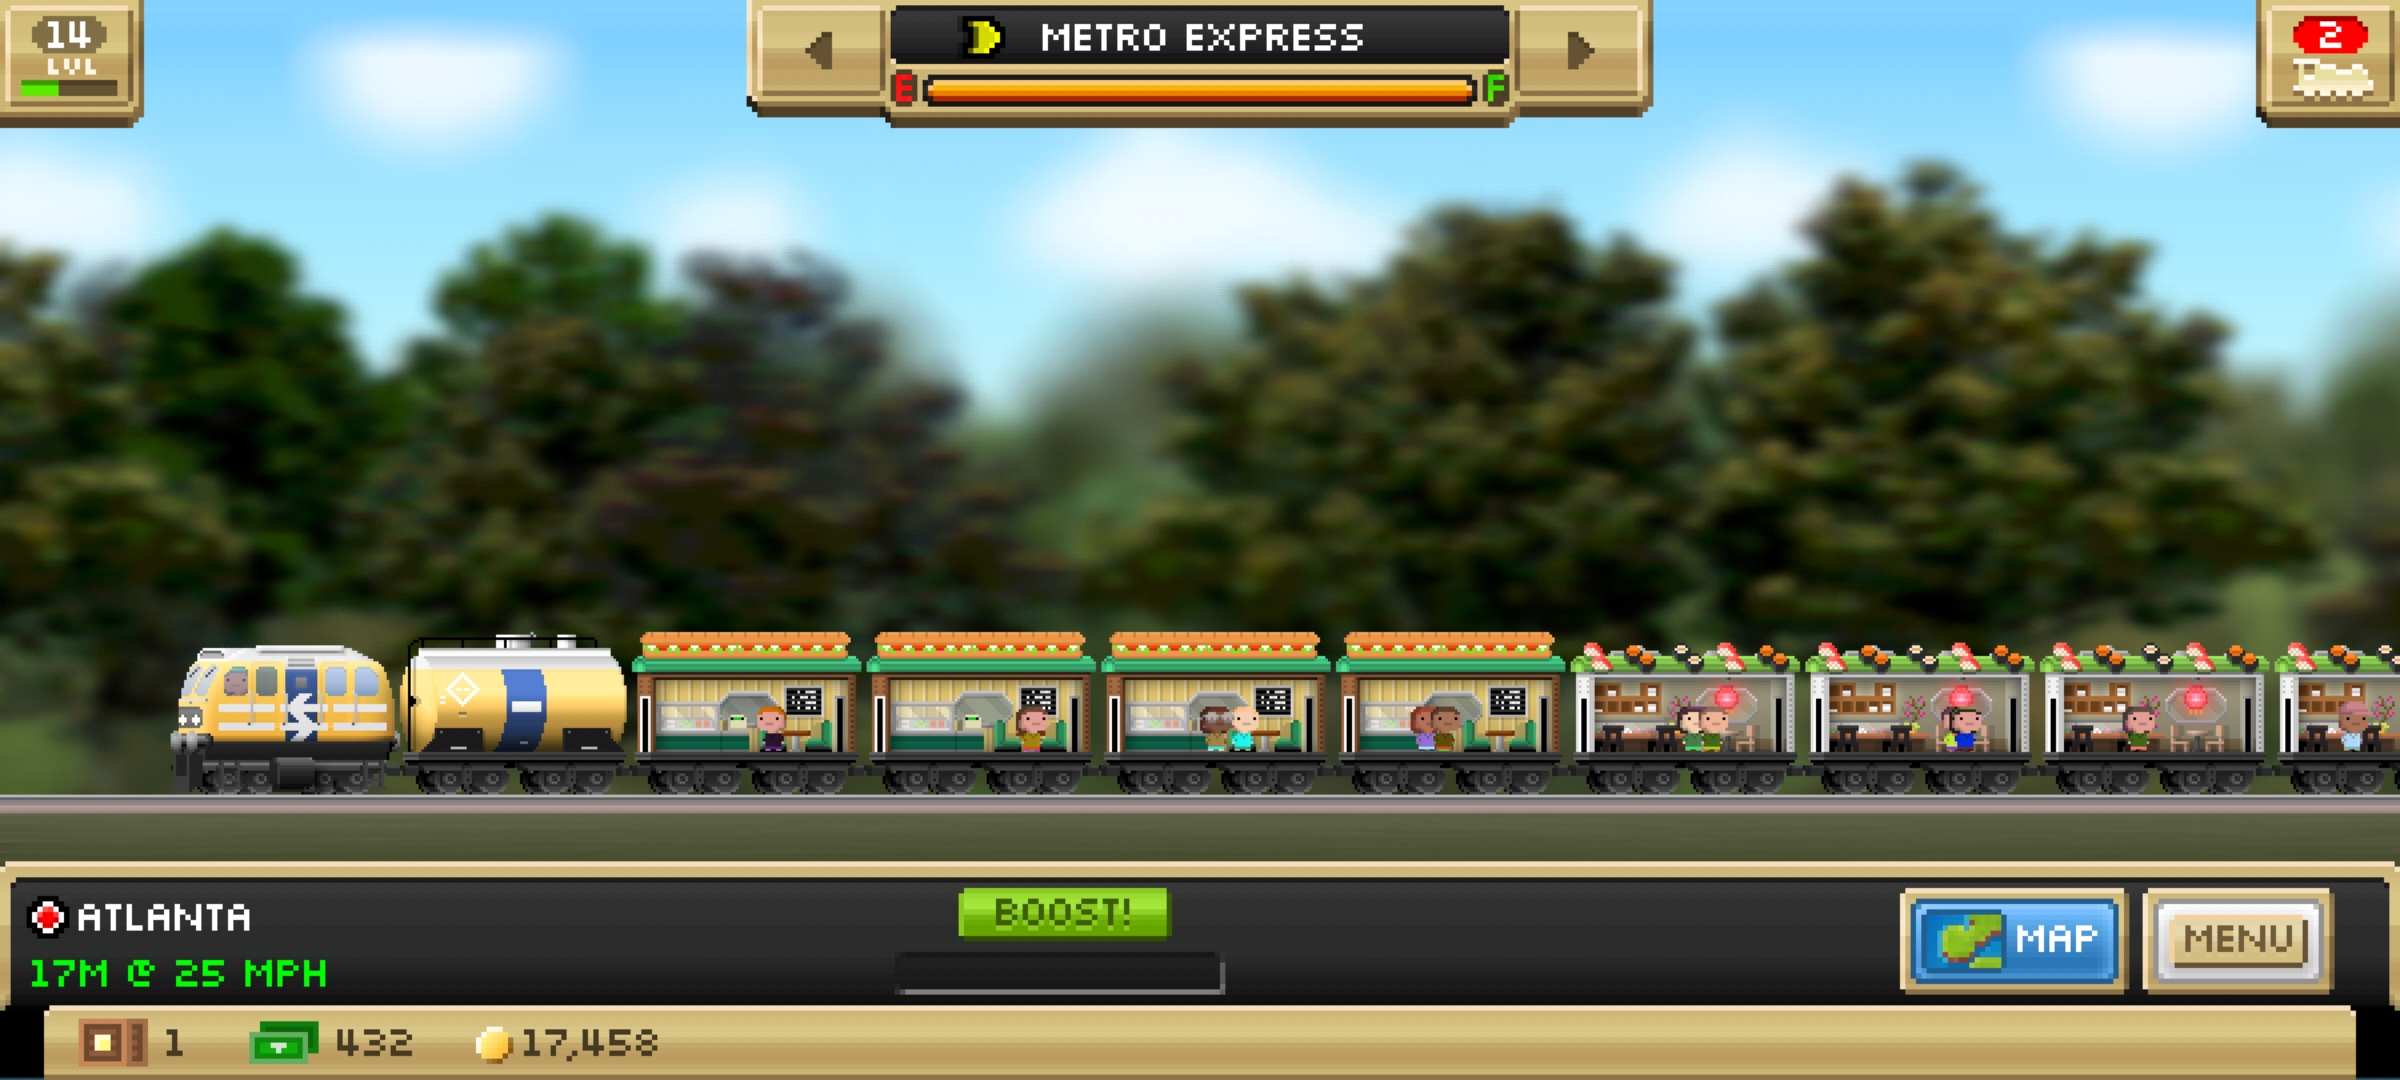 14
LVL
METRO EXPRESS
E F
2
ATLANTA
17M @ 25 MPH
BOOST!
MAP
MENU
1
432
17,458